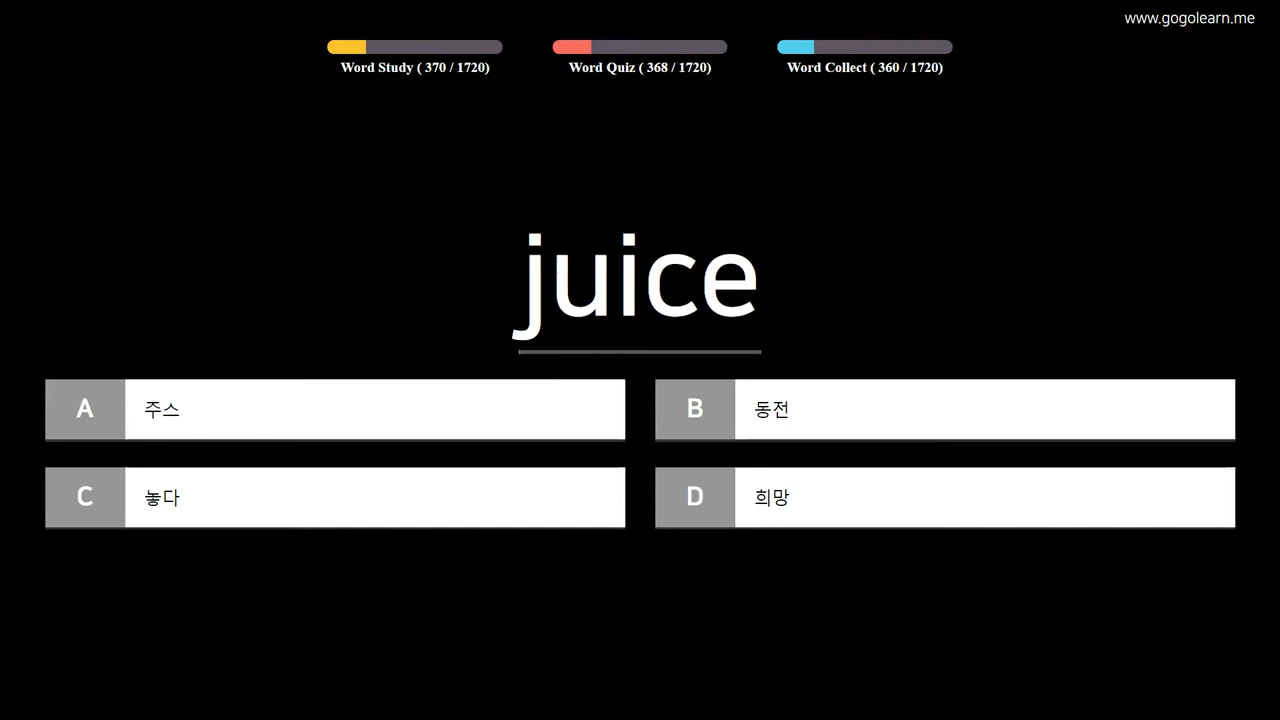 www.gogolearn.me
Word Study ( 370 / 1720)
Word Quiz ( 368 / 1720)
Word Collect ( 360 / 1720)
juice
A 주스
B 동전
C 놓다
D 희망